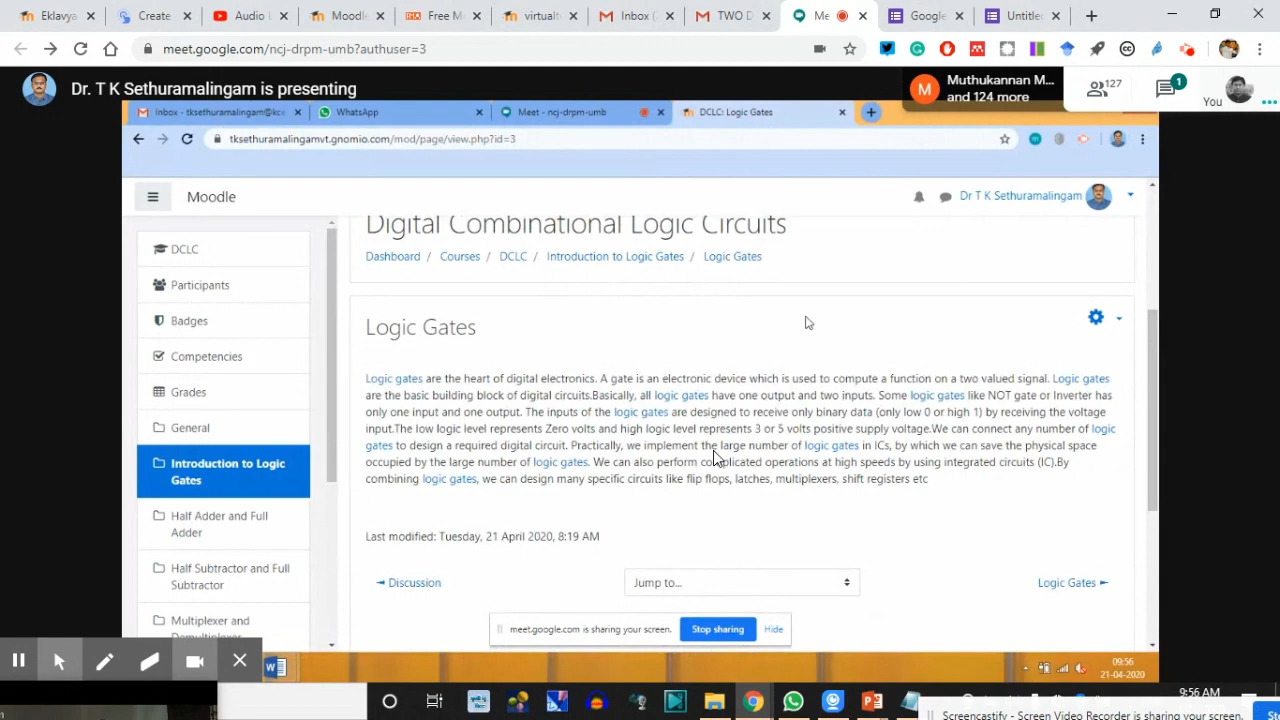 Eklavya
Create
Audio
Moodle
Free M
virtualt
Inbox (
TWO D
Me
Google
Untitle
meet.google.com/ncj-drpm-umb?authuser=3
Dr. T K Sethuramalingam is presenting
Muthukannan M...
and 124 more
127
1
You
Inbox - tksethuramalingam@kc
WhatsApp
Meet - ncj-drpm-umb
DCLC: Logic Gates
tksethuramalingamvt.gnomio.com/mod/page/view.php?id=3
Moodle
Dr T K Sethuramalingam
Digital Combinational Logic Circuits
Dashboard / Courses / DCLC / Introduction to Logic Gates / Logic Gates
DCLC
Participants
Badges
Competencies
Grades
General
Introduction to Logic
Gates
Half Adder and Full
Adder
Half Subtractor and Full
Subtractor
Multiplexer and
Demultiplexer
Logic Gates
Logic gates are the heart of digital electronics. A gate is an electronic device which is used to compute a function on a two valued signal. Logic gates
are the basic building block of digital circuits.Basically, all logic gates have one output and two inputs. Some logic gates like NOT gate or Inverter has
only one input and one output. The inputs of the logic gates are designed to receive only binary data (only low 0 or high 1) by receiving the voltage
input.The low logic level represents Zero volts and high logic level represents 3 or 5 volts positive supply voltage.We can connect any number of logic
gates to design a required digital circuit. Practically, we implement the large number of logic gates in ICs, by which we can save the physical space
occupied by the large number of logic gates. We can also perform complicated operations at high speeds by using integrated circuits (IC).By
combining logic gates, we can design many specific circuits like flip flops, latches, multiplexers, shift registers etc
Last modified: Tuesday, 21 April 2020, 8:19 AM
◄ Discussion
Jump to...
Logic Gates ►
meet.google.com is sharing your screen.
Stop sharing
Hide
09:56
21-04-2020
9:56 AM
Screencastify - Screen Video Recorder is sharing your screen.